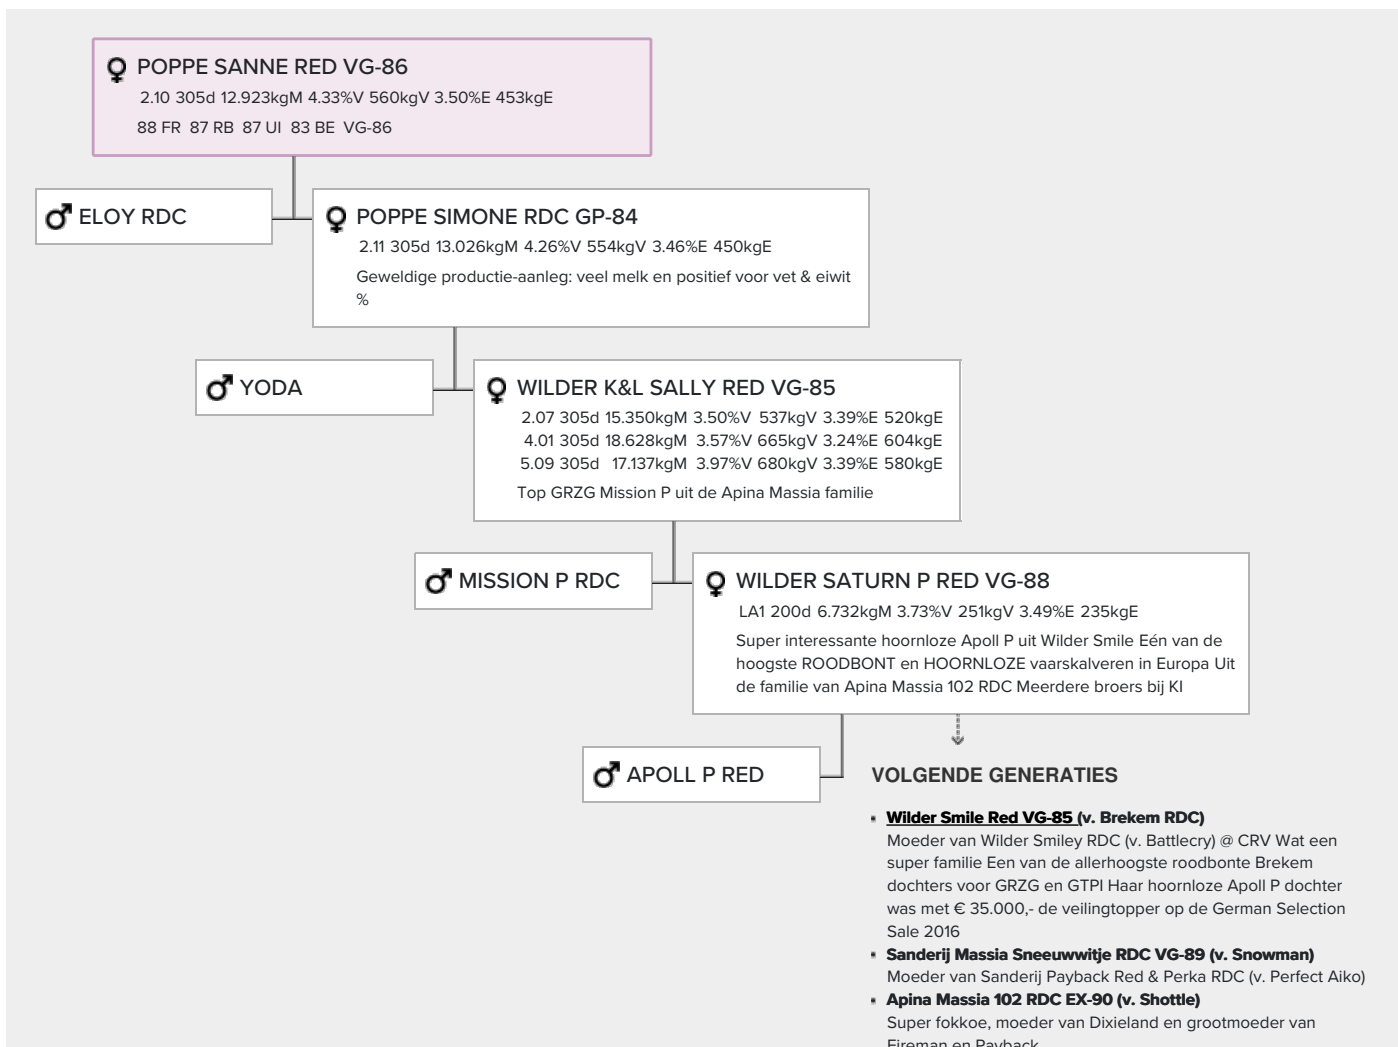 POPPE SANNE RED VG-86
2.10 305d 12.923kgM 4.33%V 560kgV 3.50%E 453kgE
88 FR 87 RB 87 UI 83 BE VG-86
ELOY RDC
POPPE SIMONE RDC GP-84
2.11 305d 13.026kgM 4.26%V 554kgV 3.46%E 450kgE
Geweldige productie-aanleg: veel melk en positief voor vet & eiwit
%
YODA
WILDER K&L SALLY RED VG-85
2.07 305d 15.350kgM 3.50%V 537kgV 3.39%E 520kgE
4.01 305d 18.628kgM 3.57%V 665kgV 3.24%E 604kgE
5.09 305d 17.137kgM 3.97%V 680kgV 3.39%E 580kgE
Top GRZG Mission P uit de Apina Massia familie
MISSION P RDC
WILDER SATURN P RED VG-88
LA1 200d 6.732kgM 3.73%V 251kgV 3.49%E 235kgE
Super interessante hoornloze Apoll P uit Wilder Smile Eén van de
hoogste ROODBONT en HOORNLOZE vaarskalveren in Europa Uit
de familie van Apina Massia 102 RDC Meerdere broers bij KI
APOLL P RED
VOLGENDE GENERATIES
Wilder Smile Red VG-85 (v. Brekem RDC)
Moeder van Wilder Smiley RDC (v. Battlecry) @ CRV Wat een
super familie Een van de allerhoogste roodbonte Brekem
dochters voor GRZG en GTPI Haar hoornloze Apoll P dochter
was met € 35.000,- de veilingtopper op de German Selection
Sale 2016
Sanderij Massia Sneeuwwitje RDC VG-89 (v. Snowman)
Moeder van Sanderij Payback Red & Perka RDC (v. Perfect Aiko)
Apina Massia 102 RDC EX-90 (v. Shottle)
Super fokkoe, moeder van Dixieland en grootmoeder van
Fireman en Payback